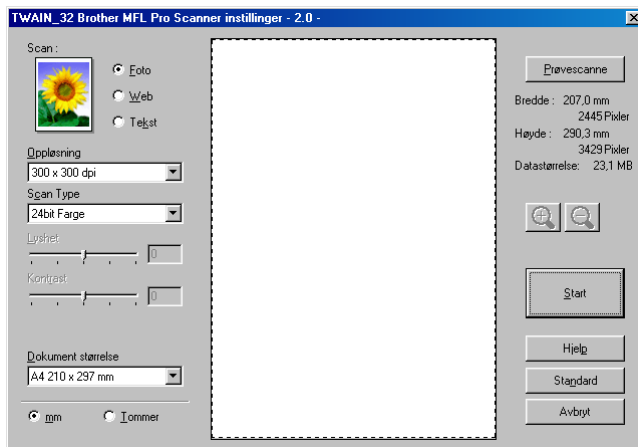 TWAIN_32 Brother MFL Pro Scanner instillinger - 2.0 -
Scan :
Foto
Web
Tekst
Oppløsning
300 x 300 dpi
Scan Type
24bit Farge
Lyshet
0
Kontrast
0
Dokument størrelse
A4 210 x 297 mm
mm
Tommer
Prøvescanne
Bredde : 207,0 mm
2445 Pixler
Høyde : 290,3 mm
3429 Pixler
Datastørrelse: 23,1 MB
Start
Hjelp
Standard
Avbryt